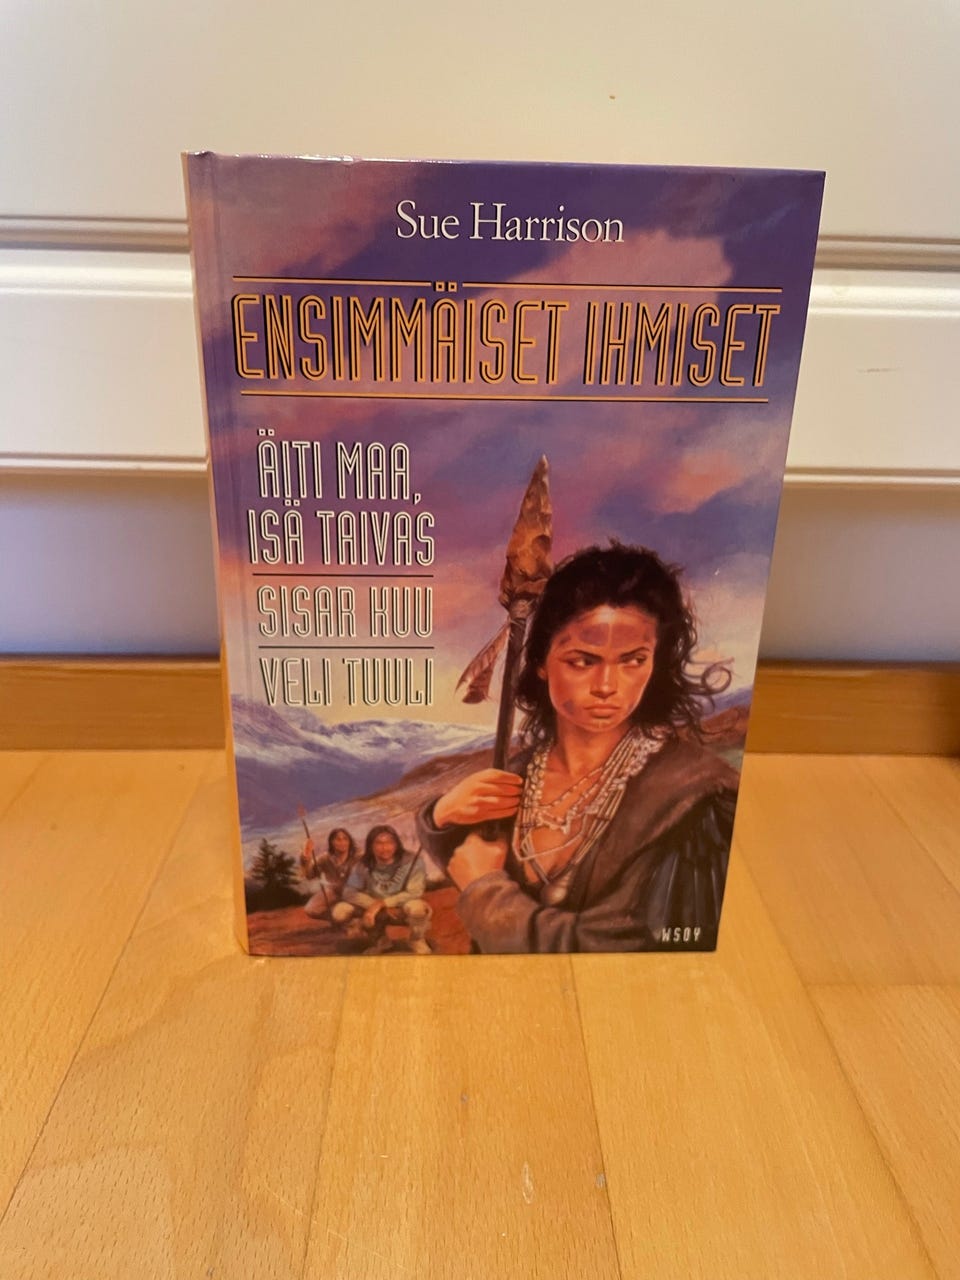 Sue Harrison
ENSIMMÄISET IHMISET
ÄITI MAA,
ISÄ TAIVAS
SISAR KUU
VELI TUULI
WSOY